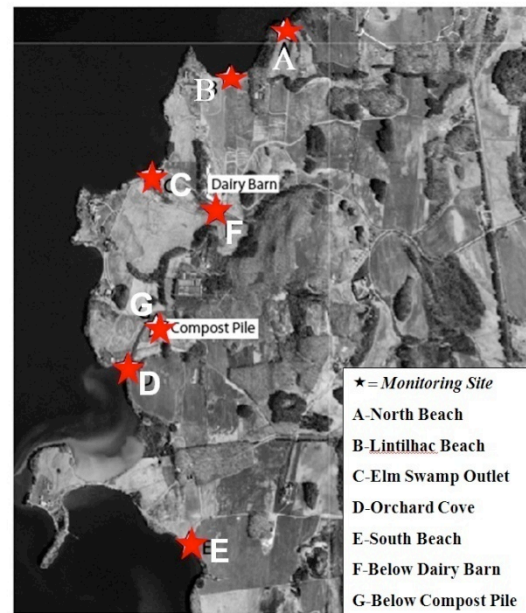 A
B
C
Dairy Barn
F
G
Compost Pile
D
E
★= Monitoring Site
A-North Beach
B-Lintilhac Beach
C-Elm Swamp Outlet
D-Orchard Cove
E-South Beach
F-Below Dairy Barn
G-Below Compost Pile